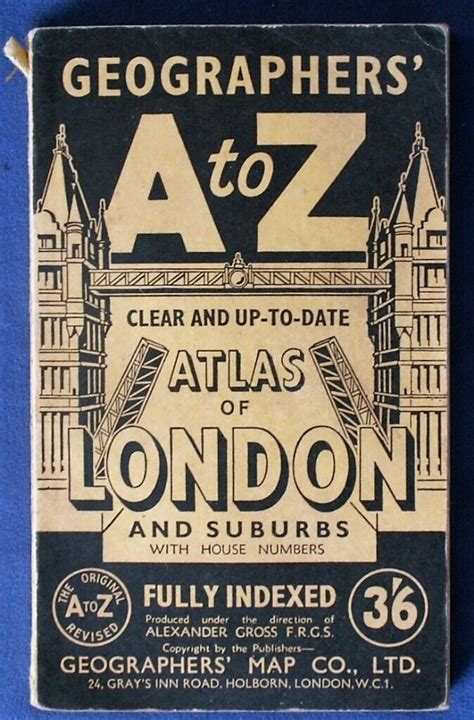 GEOGRAPHERS'
A to Z
CLEAR AND UP-TO-DATE
ATLAS
OF
LONDON
AND SUBURBS
WITH HOUSE NUMBERS
THE ORIGINAL
A TO Z
REVISED
FULLY INDEXED
3'6
Produced under the direction of
ALEXANDER GROSS F.R.G.S.
Copyright by the Publishers—
GEOGRAPHERS' MAP CO., LTD.
24, GRAY'S INN ROAD, HOLBORN, LONDON, W.C.1.